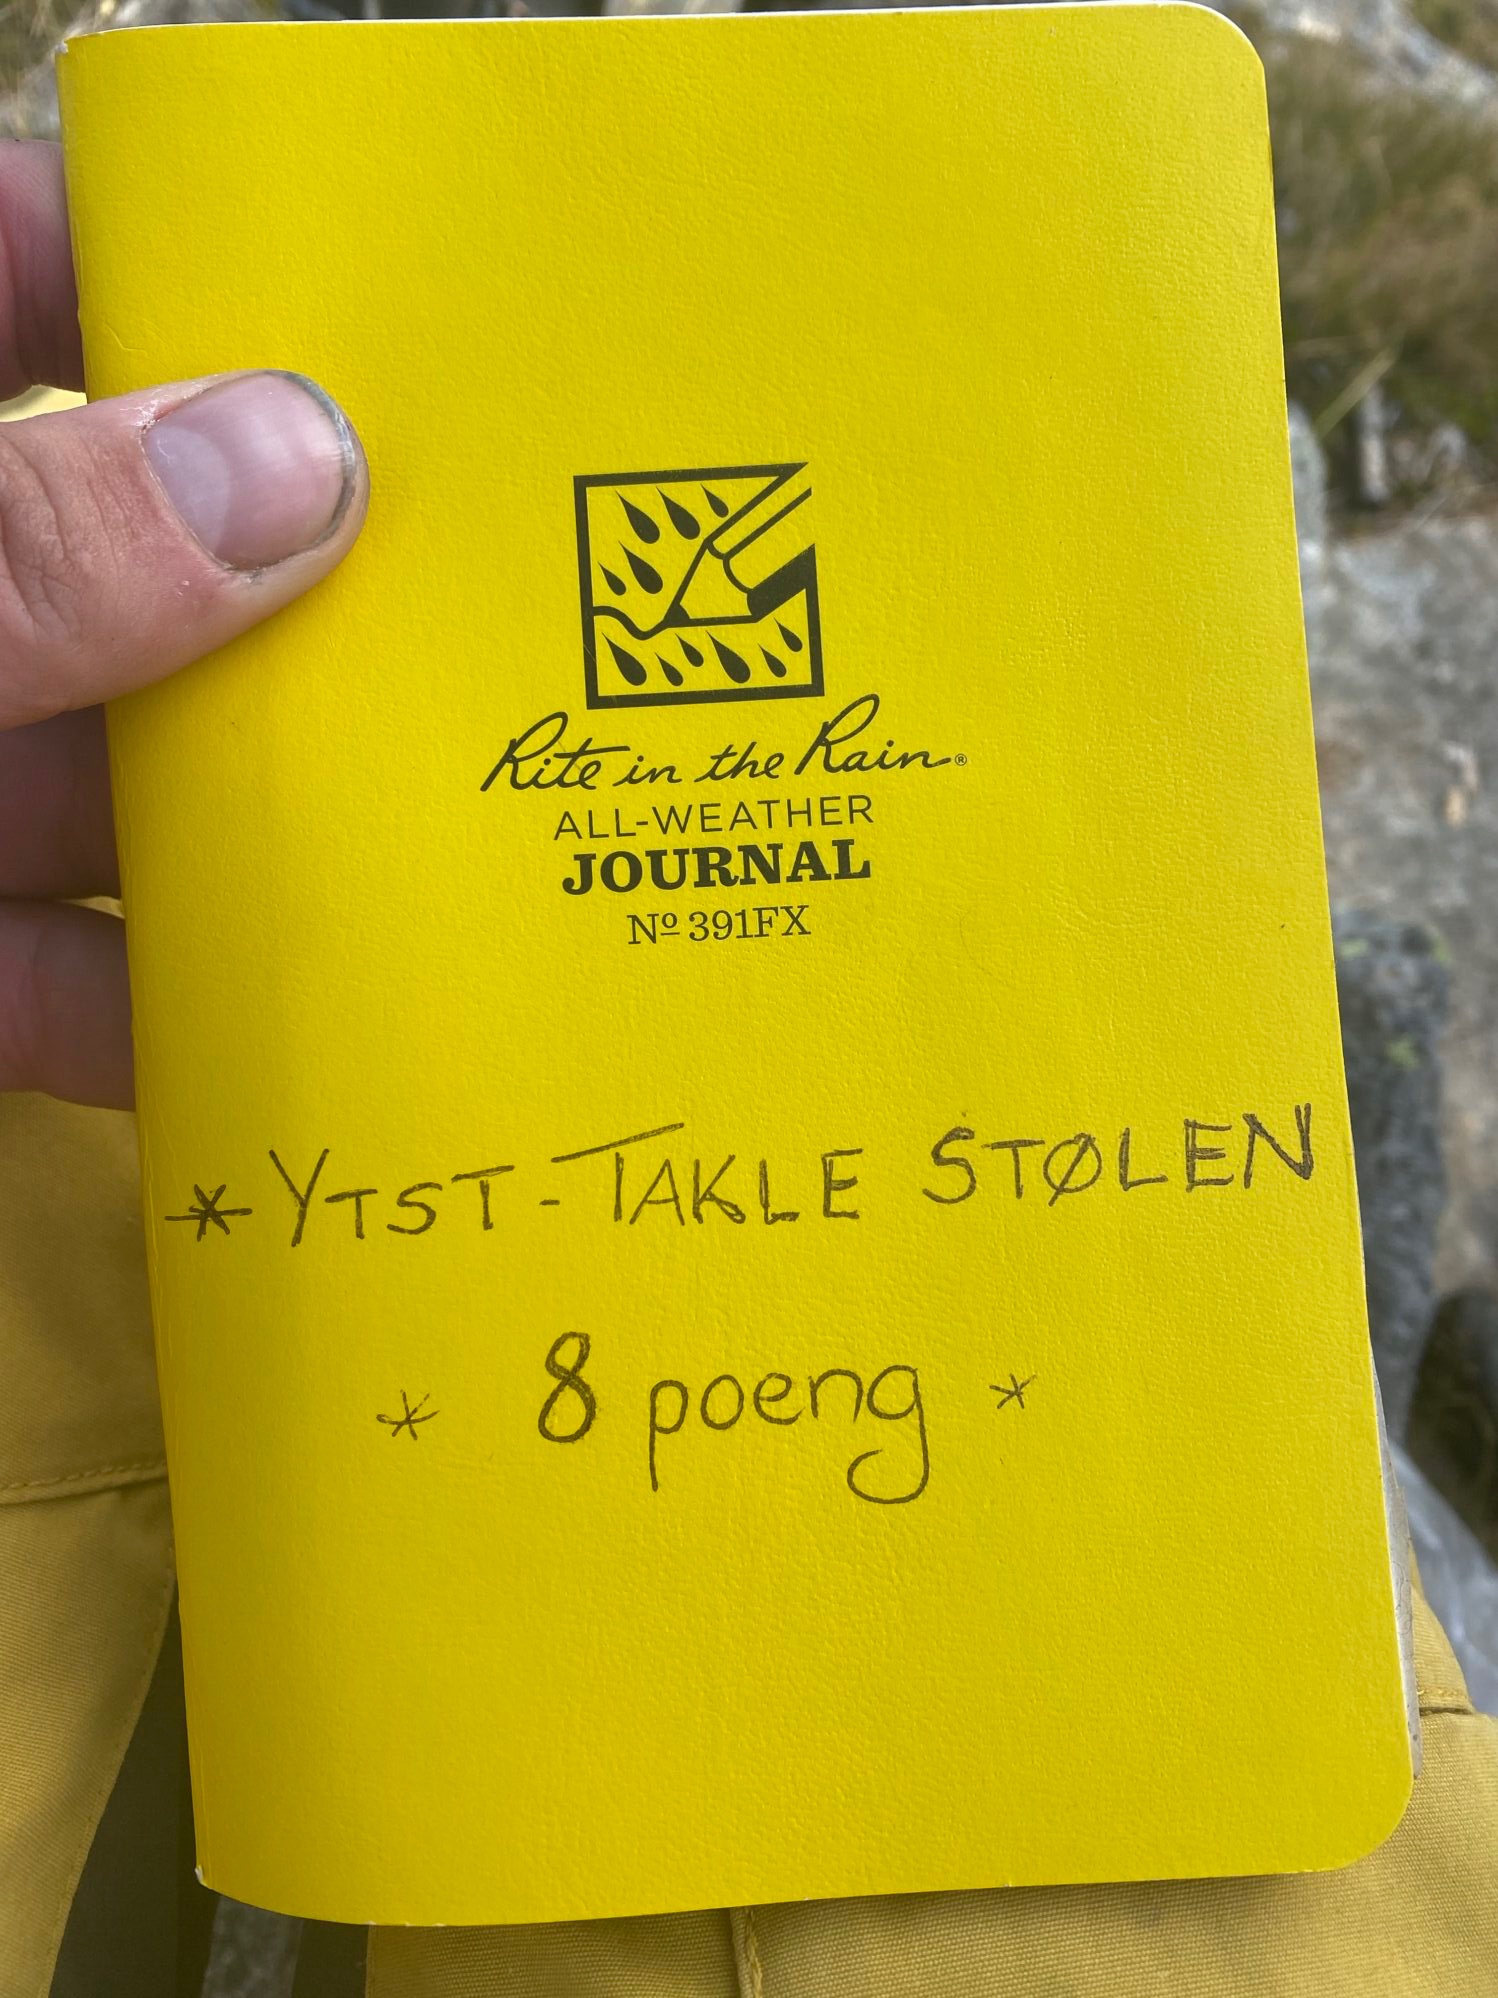 Rite in the Rain®
ALL-WEATHER
JOURNAL
Nº 391FX
* YTST-TAKLE STØLEN
* 8 poeng *